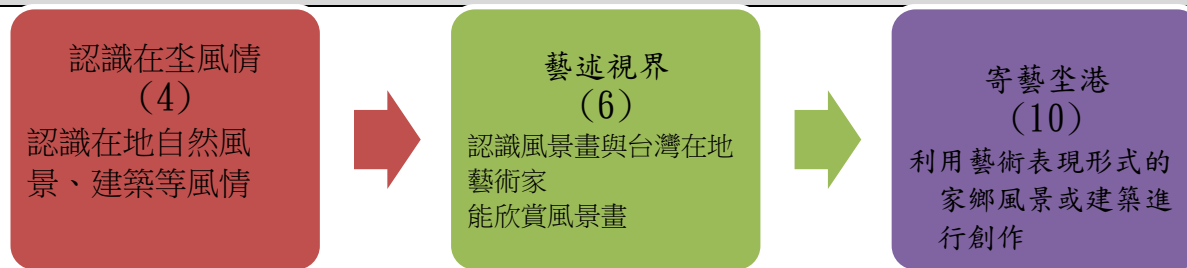 認識在坔風情
(4)
認識在地自然風
景、建築等風情
藝述視界
(6)
認識風景畫與台灣在地
藝術家
能欣賞風景畫
寄藝坔港
(10)
利用藝術表現形式的
家鄉風景或建築進
行創作